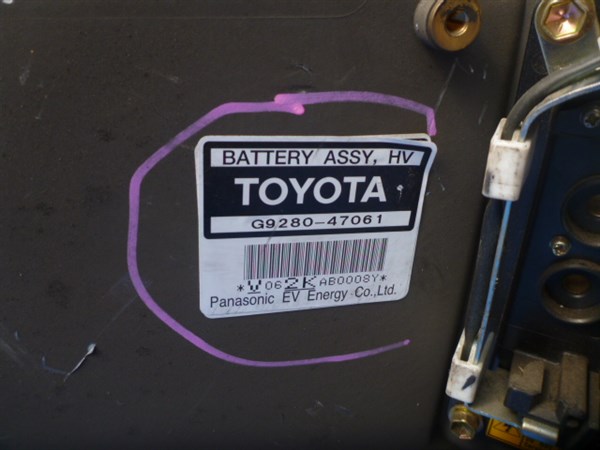 BATTERY ASSY, HV
TOYOTA
G9280-47061
*V062KAB0008Y*
Panasonic EV Energy Co.,Ltd.